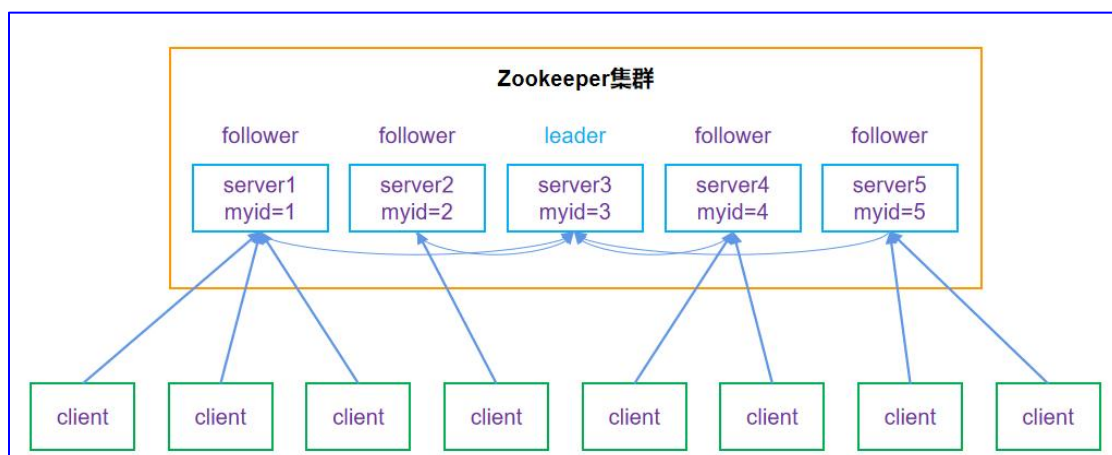 Zookeeper集群
follower
follower
leader
follower
follower
server1
myid=1
server2
myid=2
server3
myid=3
server4
myid=4
server5
myid=5
client
client
client
client
client
client
client
client